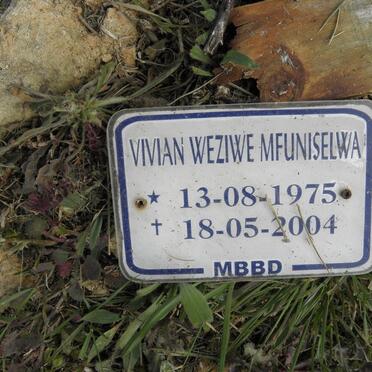 VIVIAN WEZIWE MFUNISELWA
★ 13-08-1975
† 18-05-2004
MBBD